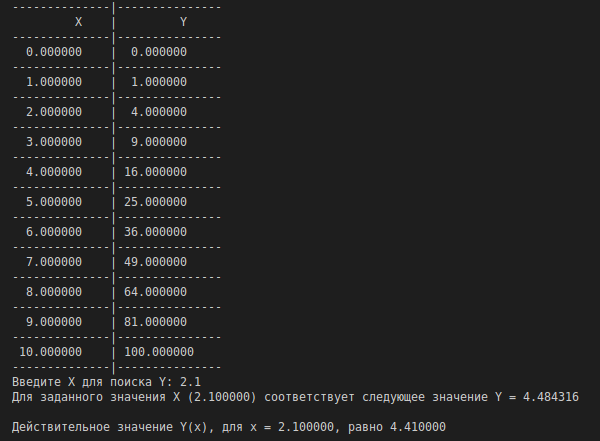 --------------|---------------
         X    |         Y
--------------|---------------
  0.000000    |  0.000000
--------------|---------------
  1.000000    |  1.000000
--------------|---------------
  2.000000    |  4.000000
--------------|---------------
  3.000000    |  9.000000
--------------|---------------
  4.000000    | 16.000000
--------------|---------------
  5.000000    | 25.000000
--------------|---------------
  6.000000    | 36.000000
--------------|---------------
  7.000000    | 49.000000
--------------|---------------
  8.000000    | 64.000000
--------------|---------------
  9.000000    | 81.000000
--------------|---------------
 10.000000    | 100.000000
--------------|---------------
Введите X для поиска Y: 2.1
Для заданного значения X (2.100000) соответствует следующее значение Y = 4.484316
Действительное значение Y(x), для x = 2.100000, равно 4.410000